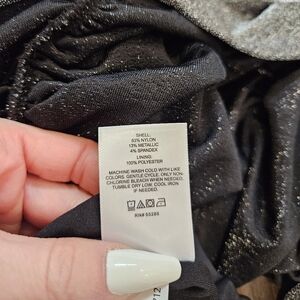 SHELL:
83% NYLON
13% METALLIC
4% SPANDEX
LINING:
100% POLYESTER
MACHINE WASH COLD WITH LIKE
COLORS. GENTLE CYCLE. ONLY NON-
CHLORINE BLEACH WHEN NEEDED.
TUMBLE DRY LOW. COOL IRON
IF NEEDED.
RN# 55285